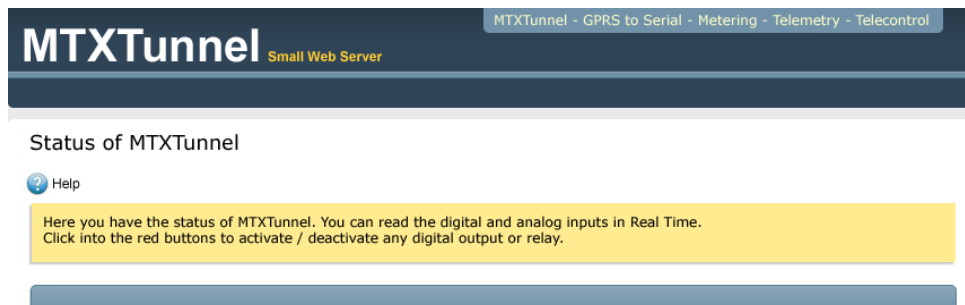 MTXTunnel - GPRS to Serial - Metering - Telemetry - Telecontrol
MTXTunnel Small Web Server
Status of MTXTunnel
Help
Here you have the status of MTXTunnel. You can read the digital and analog inputs in Real Time.
Click into the red buttons to activate / deactivate any digital output or relay.